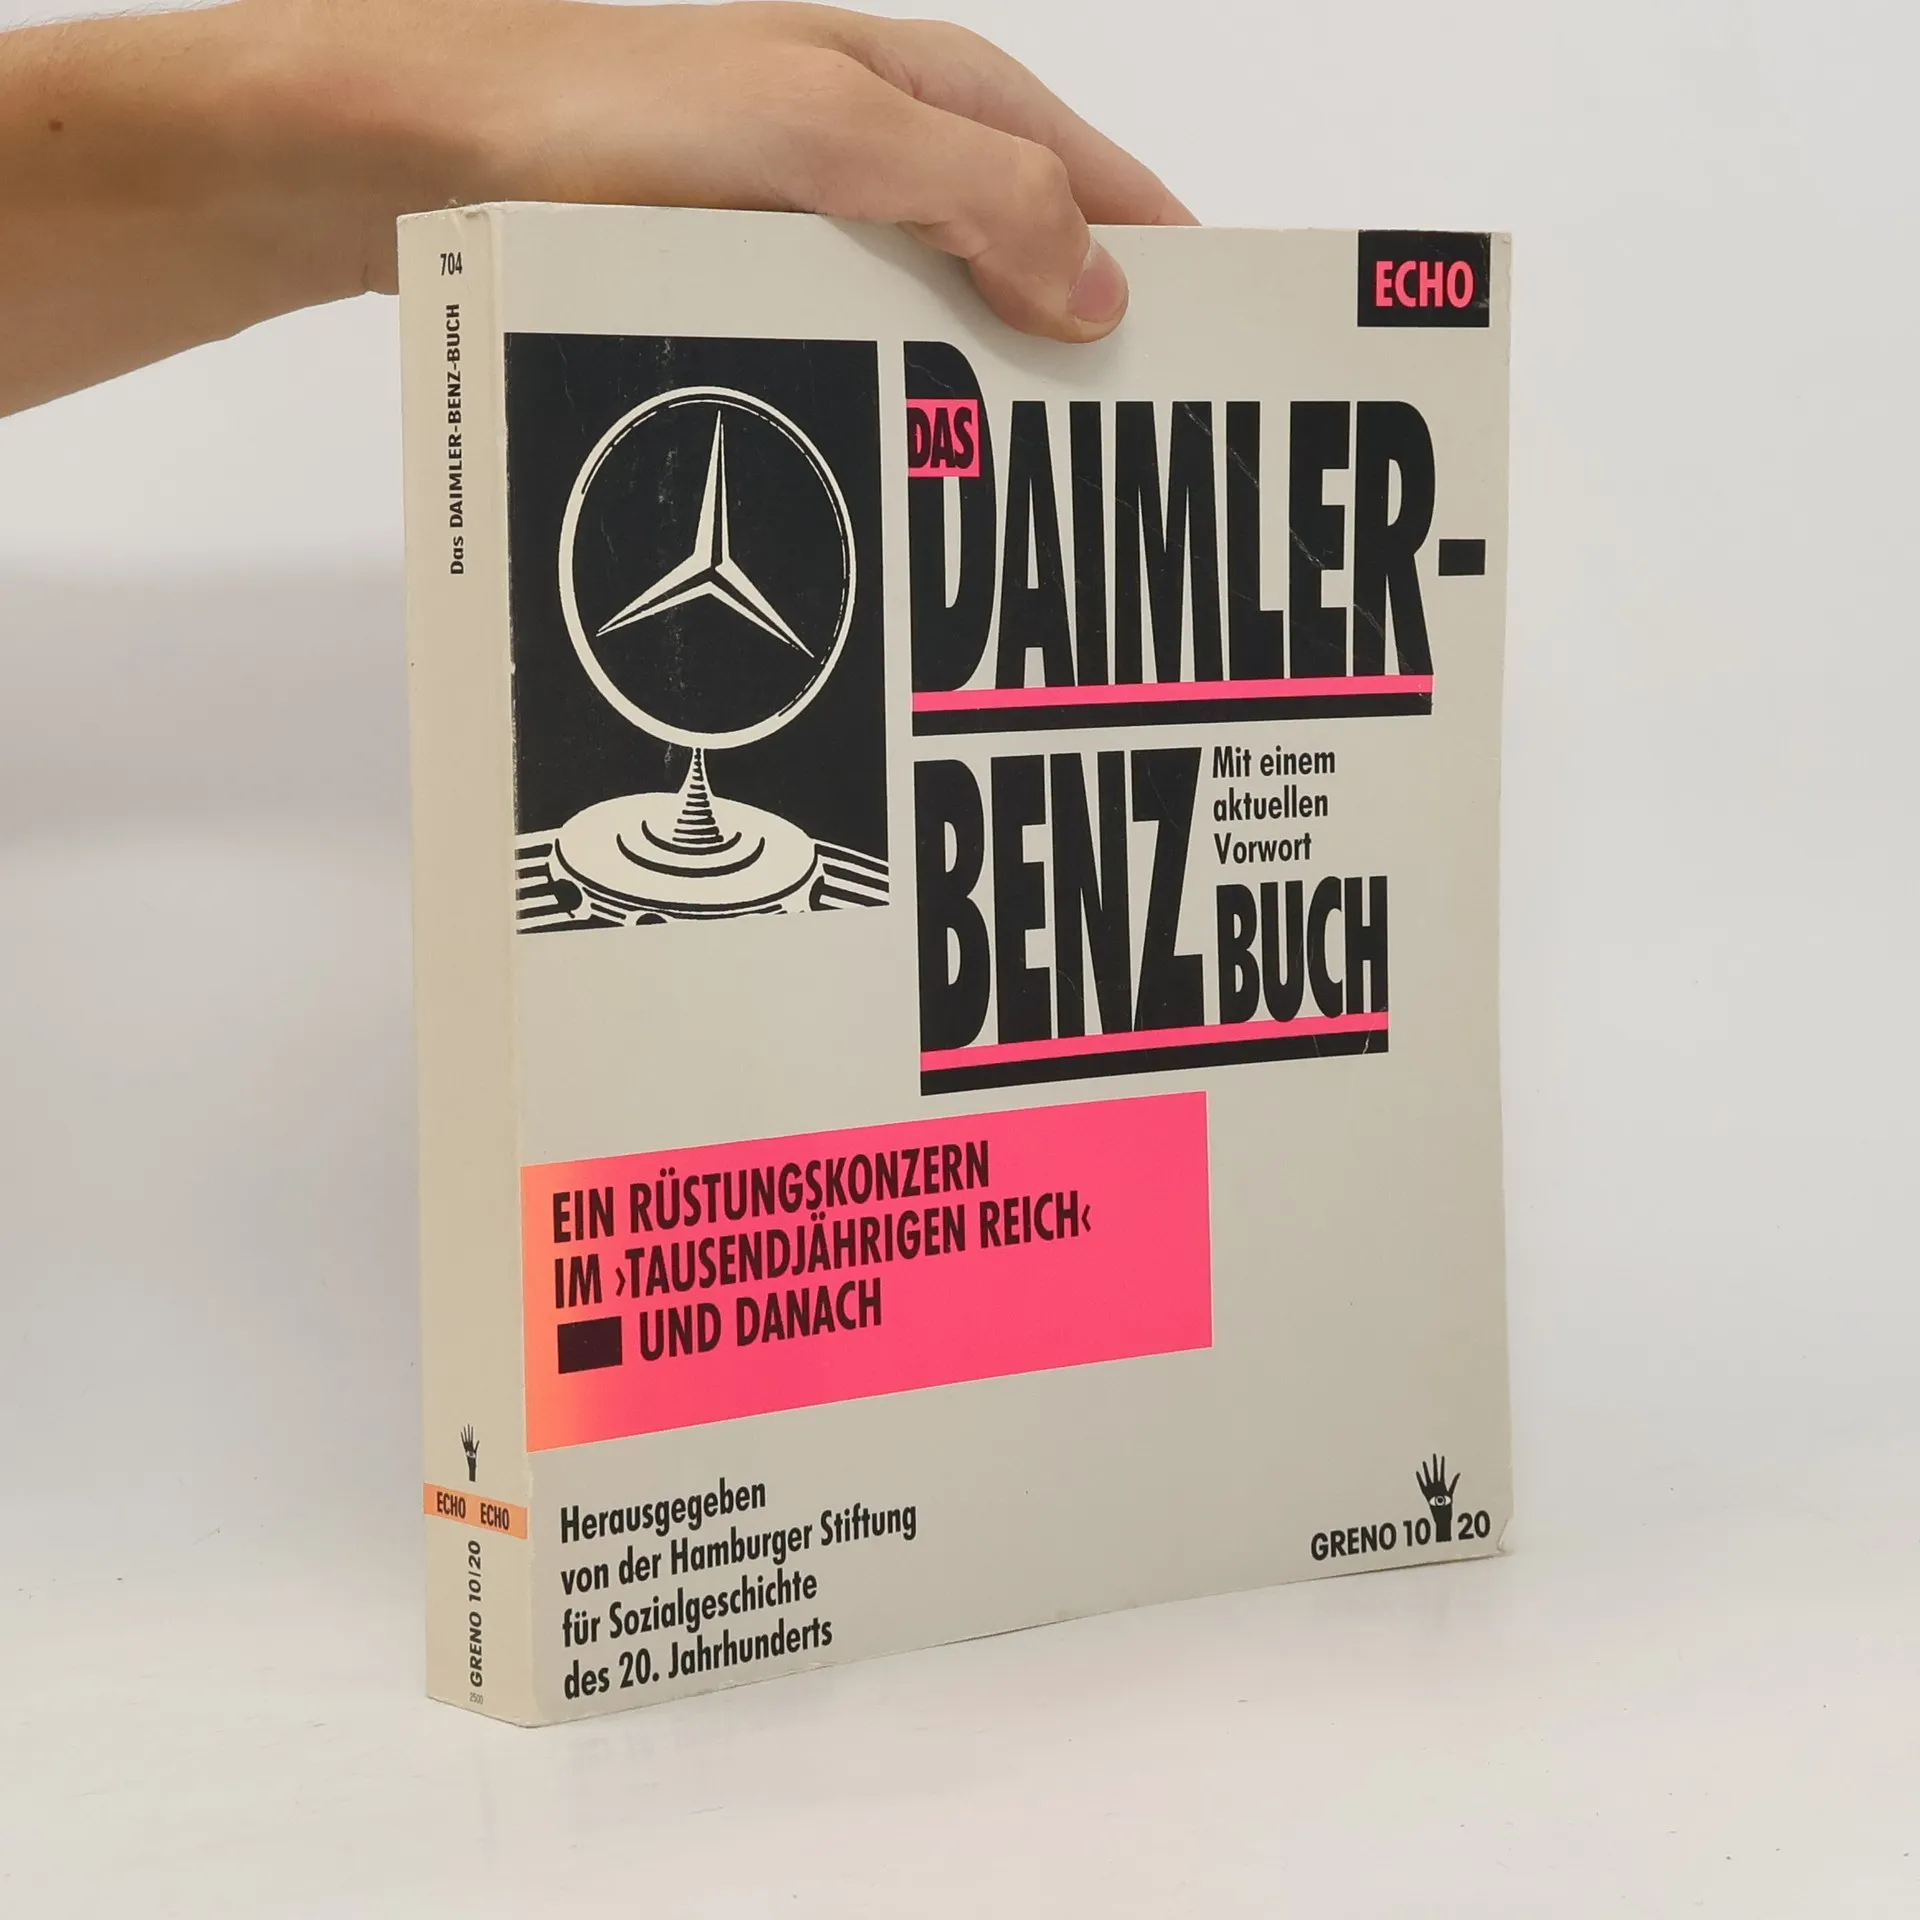 704
Das DAIMLER-BENZ-BUCH
ECHO ECHO
GRENO 10|20
2500
ECHO
DAS
DAIMLER-
BENZ
Mit einem
aktuellen
Vorwort
BUCH
EIN RÜSTUNGSKONZERN
IM ›TAUSENDJÄHRIGEN REICH‹
UND DANACH
Herausgegeben
von der Hamburger Stiftung
für Sozialgeschichte
des 20. Jahrhunderts
GRENO 10 20